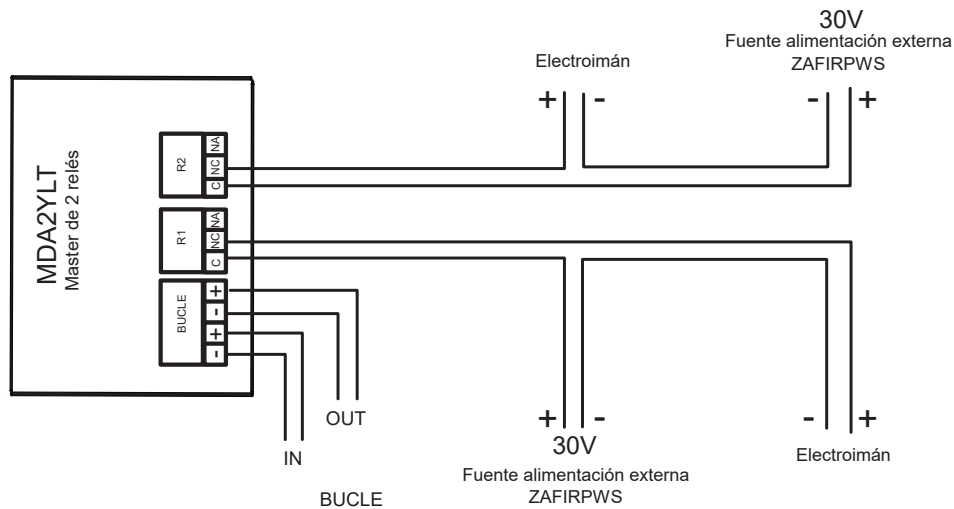 30V
Fuente alimentación externa
ZAFIRPWS
Electroimán
+ -
- +
MDA2YLT
Master de 2 relés
R2
NA
NC
C
R1
NA
NC
C
BUCLE
+
-
+
-
OUT
IN
BUCLE
+ -
30V
Fuente alimentación externa
ZAFIRPWS
- +
Electroimán